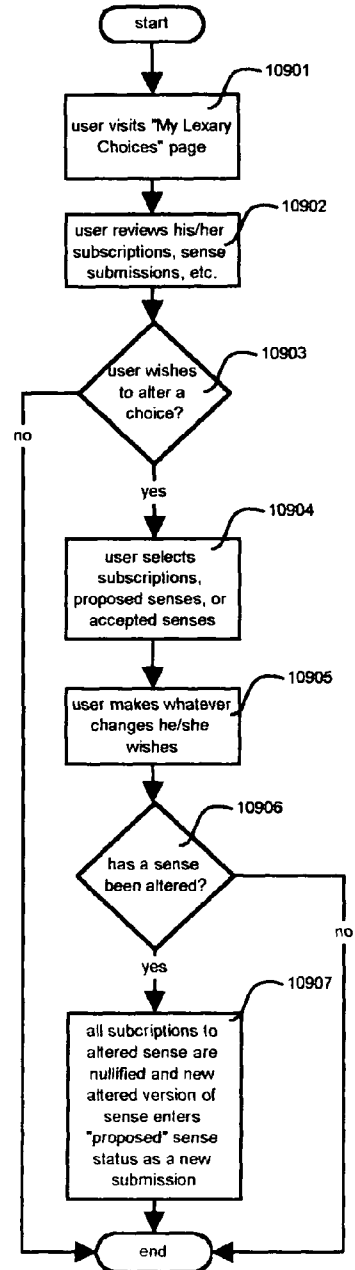 start
10901
user visits "My Lexary
Choices" page
10902
user reviews his/her
subscriptions, sense
submissions, etc.
10903
user wishes
to alter a
choice?
no
yes
10904
user selects
subscriptions,
proposed senses, or
accepted senses
10905
user makes whatever
changes he/she
wishes
10906
has a sense
been altered?
no
yes
10907
all subcriptions to
altered sense are
nullified and new
altered version of
sense enters
"proposed" sense
status as a new
submission
end